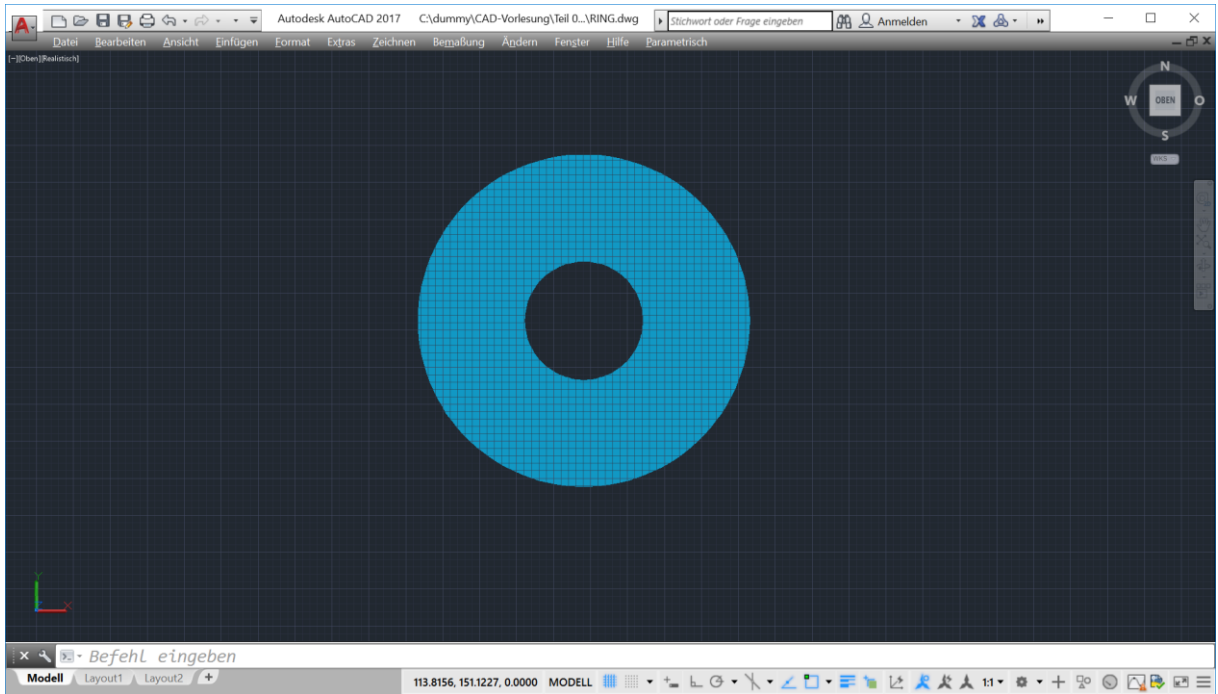 A Autodesk AutoCAD 2017 C:\dummy\CAD-Vorlesung\Teil 0...\RING.dwg Stichwort oder Frage eingeben Anmelden
Datei Bearbeiten Ansicht Einfügen Format Extras Zeichnen Bemaßung Ändern Fenster Hilfe Parametrisch
[−][Oben][Realistisch]
N
W OBEN O
S
WKS
Y
X
Befehl eingeben
Modell Layout1 Layout2 + 113.8156, 151.1227, 0.0000 MODELL 1:1